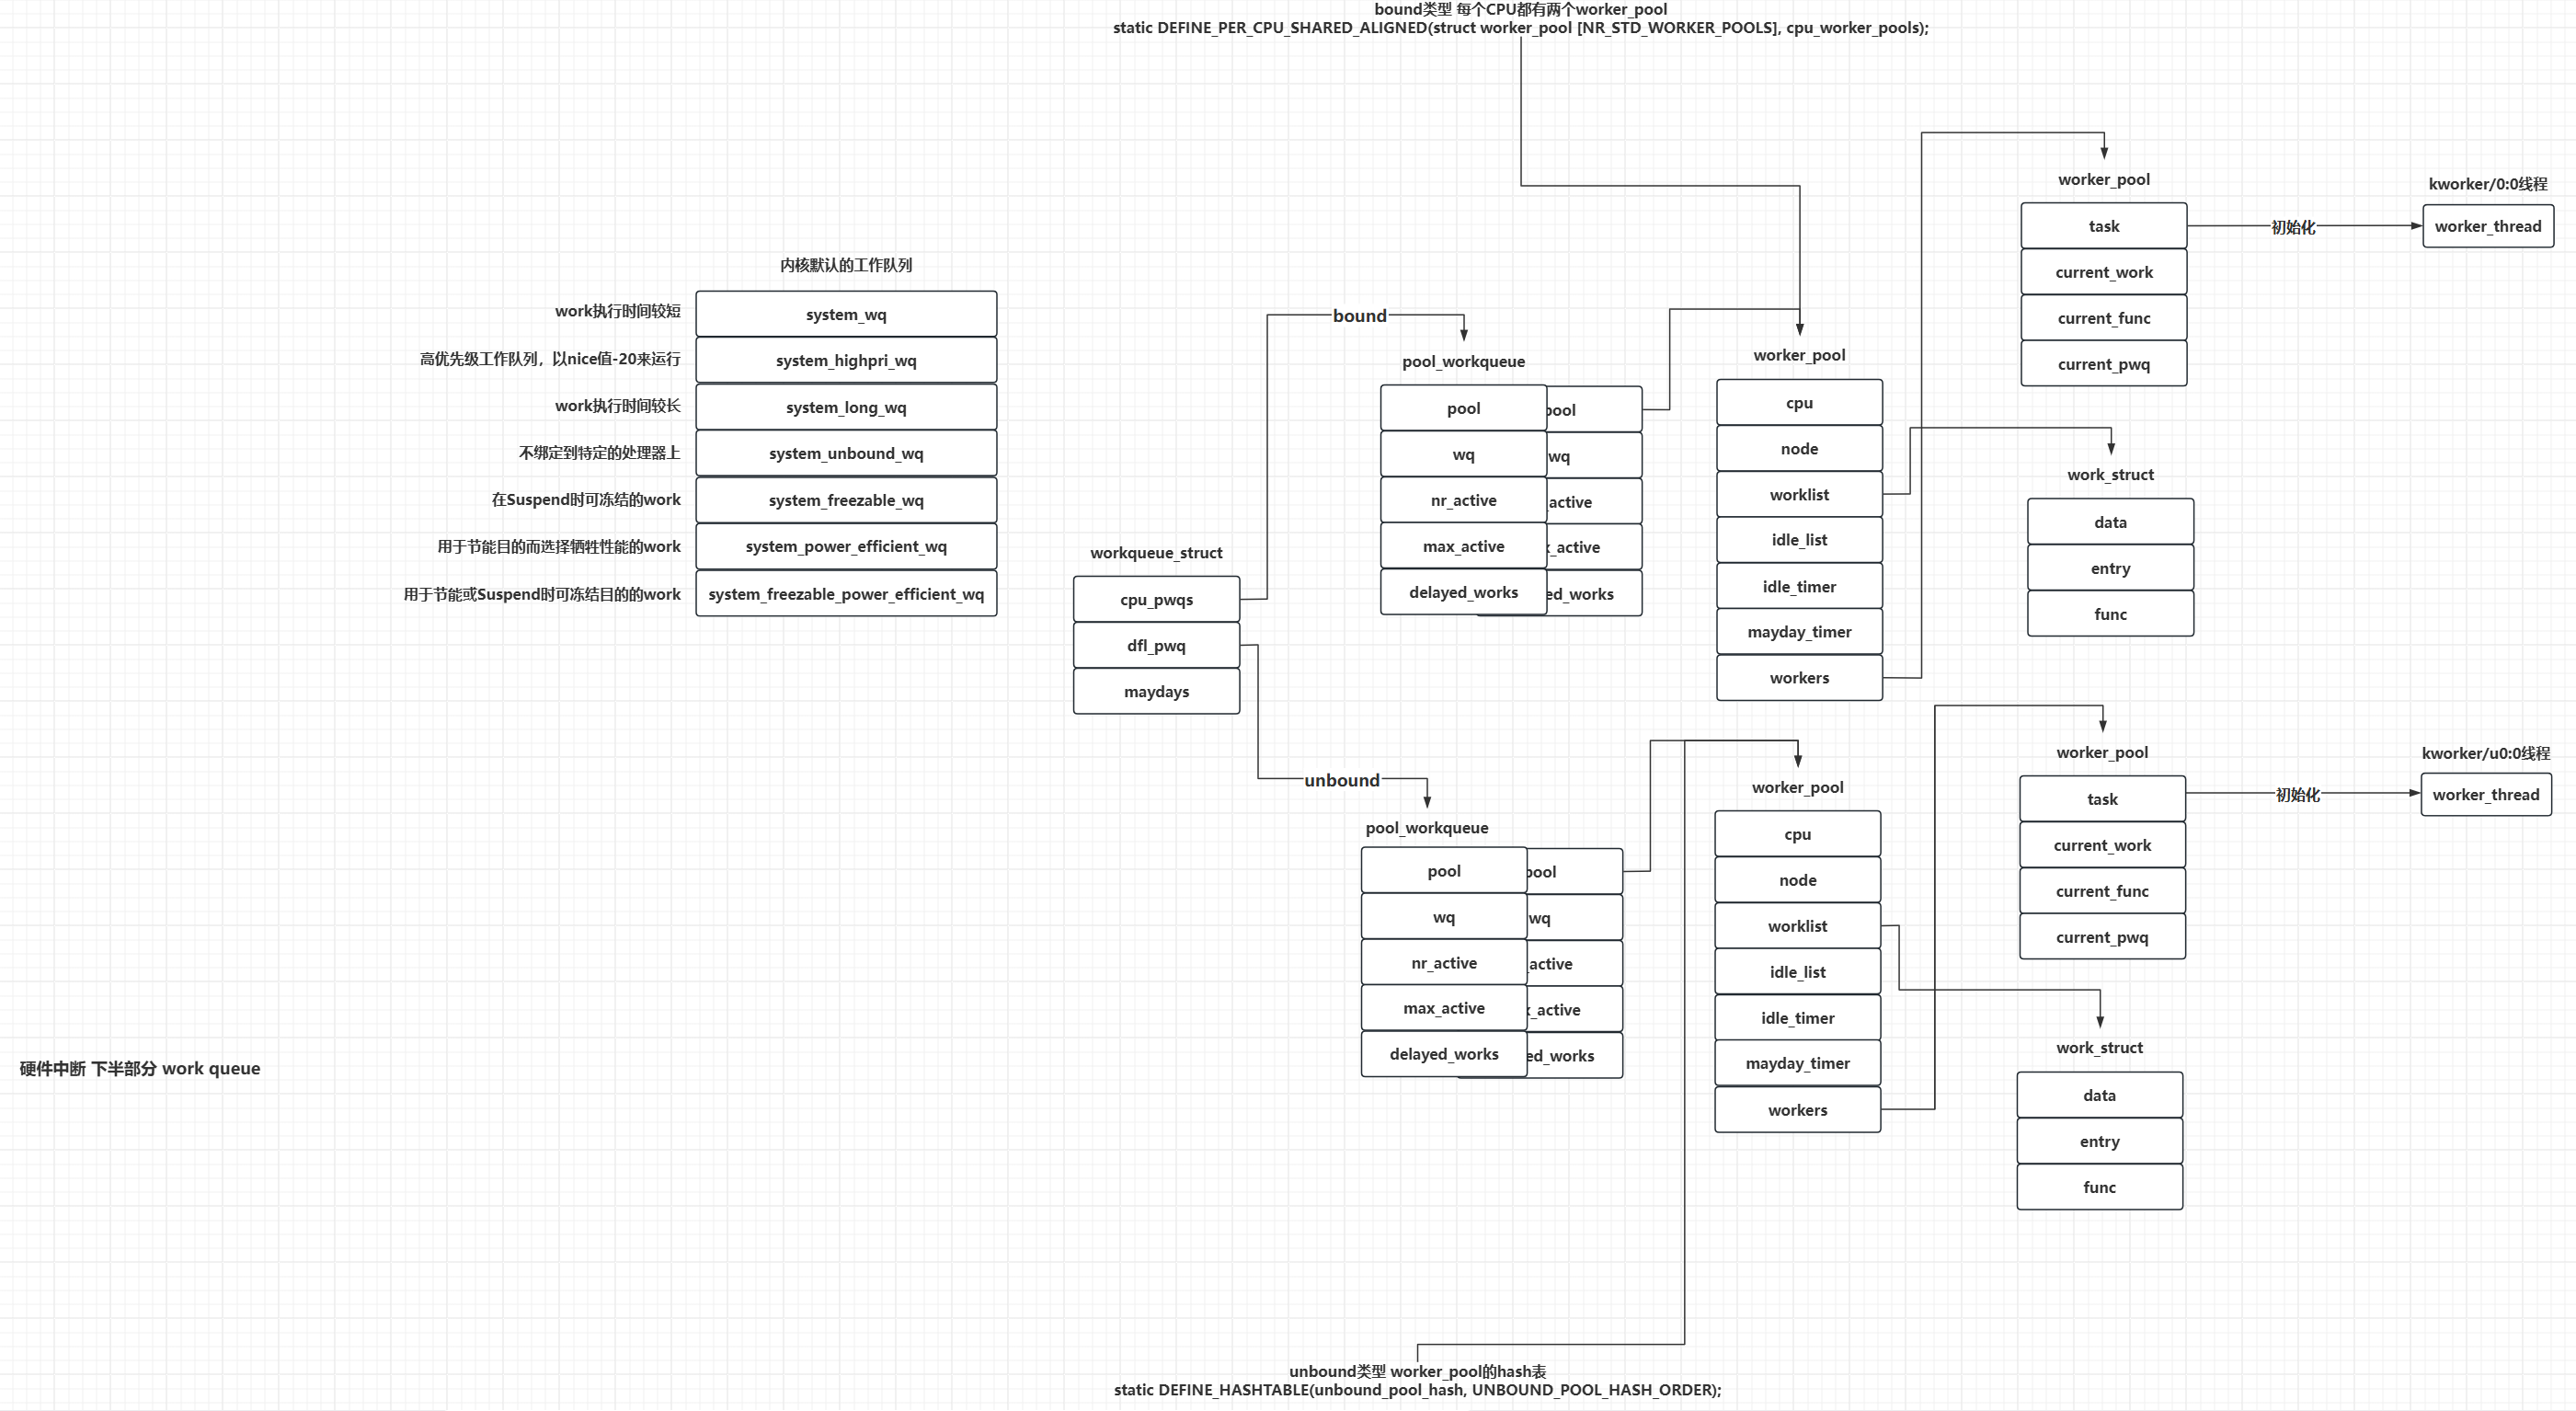 bound类型 每个CPU都有两个worker_pool
static DEFINE_PER_CPU_SHARED_ALIGNED(struct worker_pool [NR_STD_WORKER_POOLS], cpu_worker_pools);
内核默认的工作队列
work执行时间较短
system_wq
高优先级工作队列，以nice值-20来运行
system_highpri_wq
work执行时间较长
system_long_wq
不绑定到特定的处理器上
system_unbound_wq
在Suspend时可冻结的work
system_freezable_wq
用于节能目的而选择牺牲性能的work
system_power_efficient_wq
用于节能或Suspend时可冻结目的的work
system_freezable_power_efficient_wq
workqueue_struct
cpu_pwqs
dfl_pwq
maydays
bound
pool_workqueue
pool
wq
nr_active
max_active
delayed_works
pool
wq
_active
_active
ed_works
worker_pool
cpu
node
worklist
idle_list
idle_timer
mayday_timer
workers
worker_pool
task
current_work
current_func
current_pwq
初始化
kworker/0:0线程
worker_thread
work_struct
data
entry
func
unbound
pool_workqueue
pool
wq
nr_active
max_active
delayed_works
pool
wq
_active
_active
ed_works
worker_pool
cpu
node
worklist
idle_list
idle_timer
mayday_timer
workers
worker_pool
task
current_work
current_func
current_pwq
初始化
kworker/u0:0线程
worker_thread
work_struct
data
entry
func
硬件中断 下半部分 work queue
unbound类型 worker_pool的hash表
static DEFINE_HASHTABLE(unbound_pool_hash, UNBOUND_POOL_HASH_ORDER);